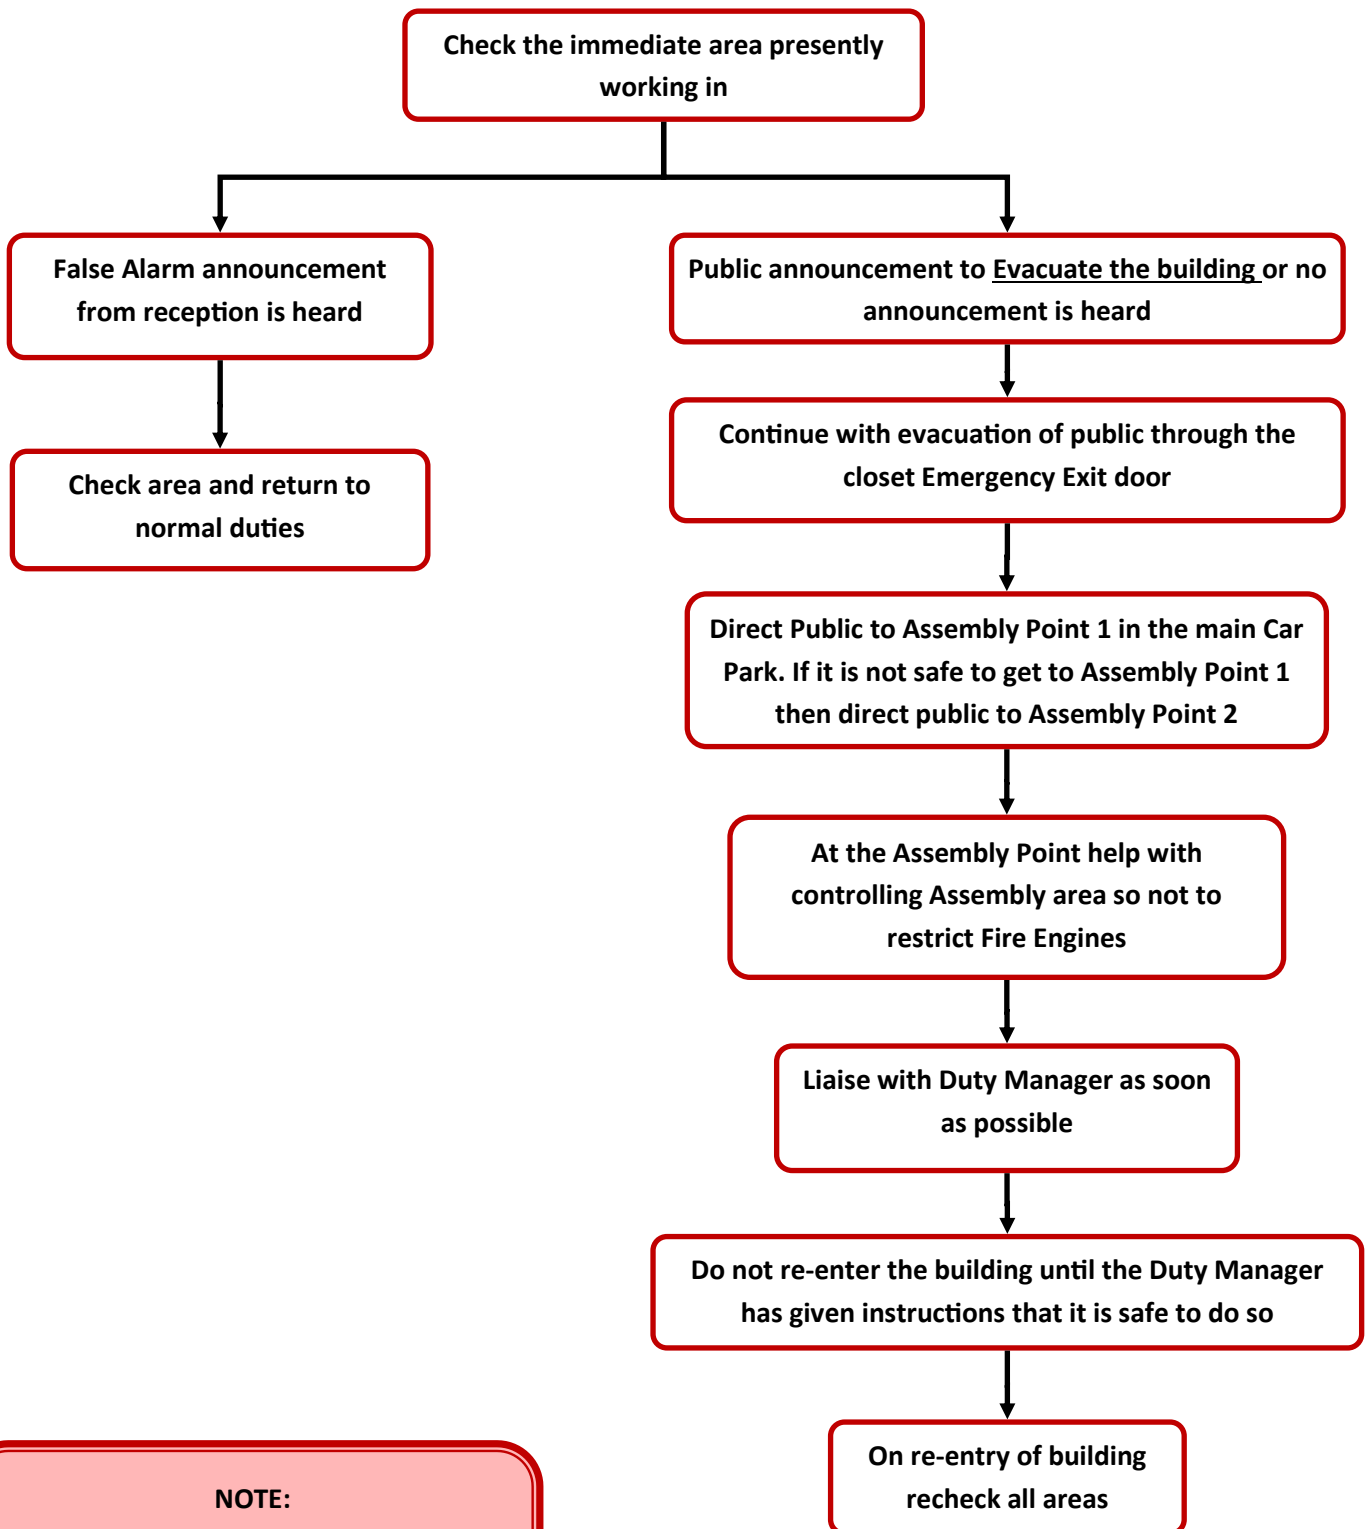 Check the immediate area presently
working in
False Alarm announcement
from reception is heard
Check area and return to
normal duties
Public announcement to Evacuate the building or no
announcement is heard
Continue with evacuation of public through the
closet Emergency Exit door
Direct Public to Assembly Point 1 in the main Car
Park. If it is not safe to get to Assembly Point 1
then direct public to Assembly Point 2
At the Assembly Point help with
controlling Assembly area so not to
restrict Fire Engines
Liaise with Duty Manager as soon
as possible
Do not re-enter the building until the Duty Manager
has given instructions that it is safe to do so
On re-entry of building
recheck all areas
NOTE: